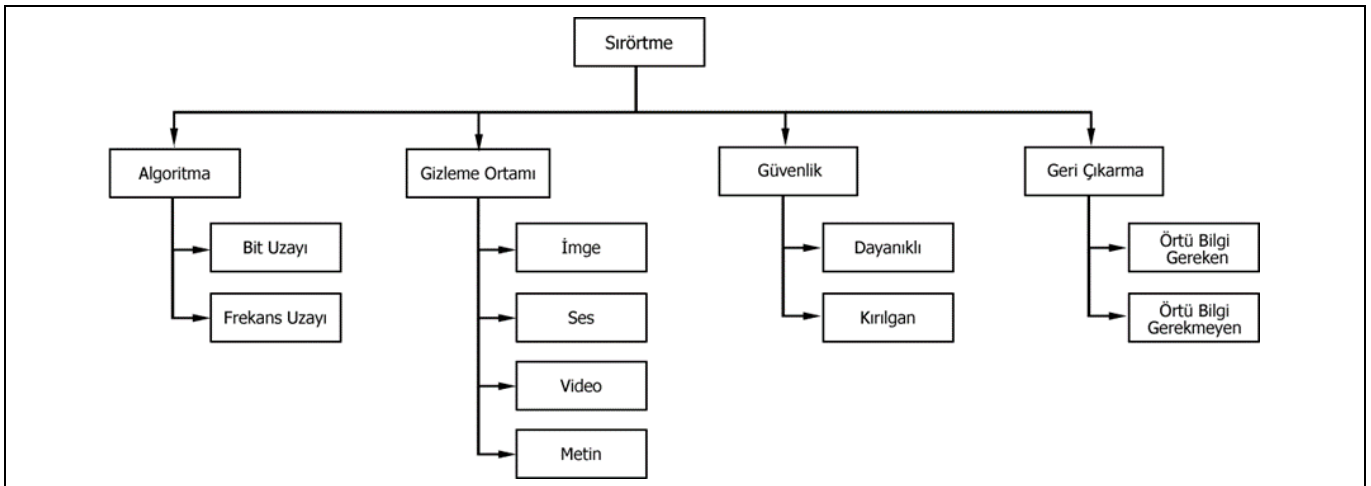 Sırörtme
Algoritma
Gizleme Ortamı
Güvenlik
Geri Çıkarma
Bit Uzayı
İmge
Dayanıklı
Örtü Bilgi
Gereken
Frekans Uzayı
Ses
Kırılgan
Örtü Bilgi
Gerekmeyen
Video
Metin